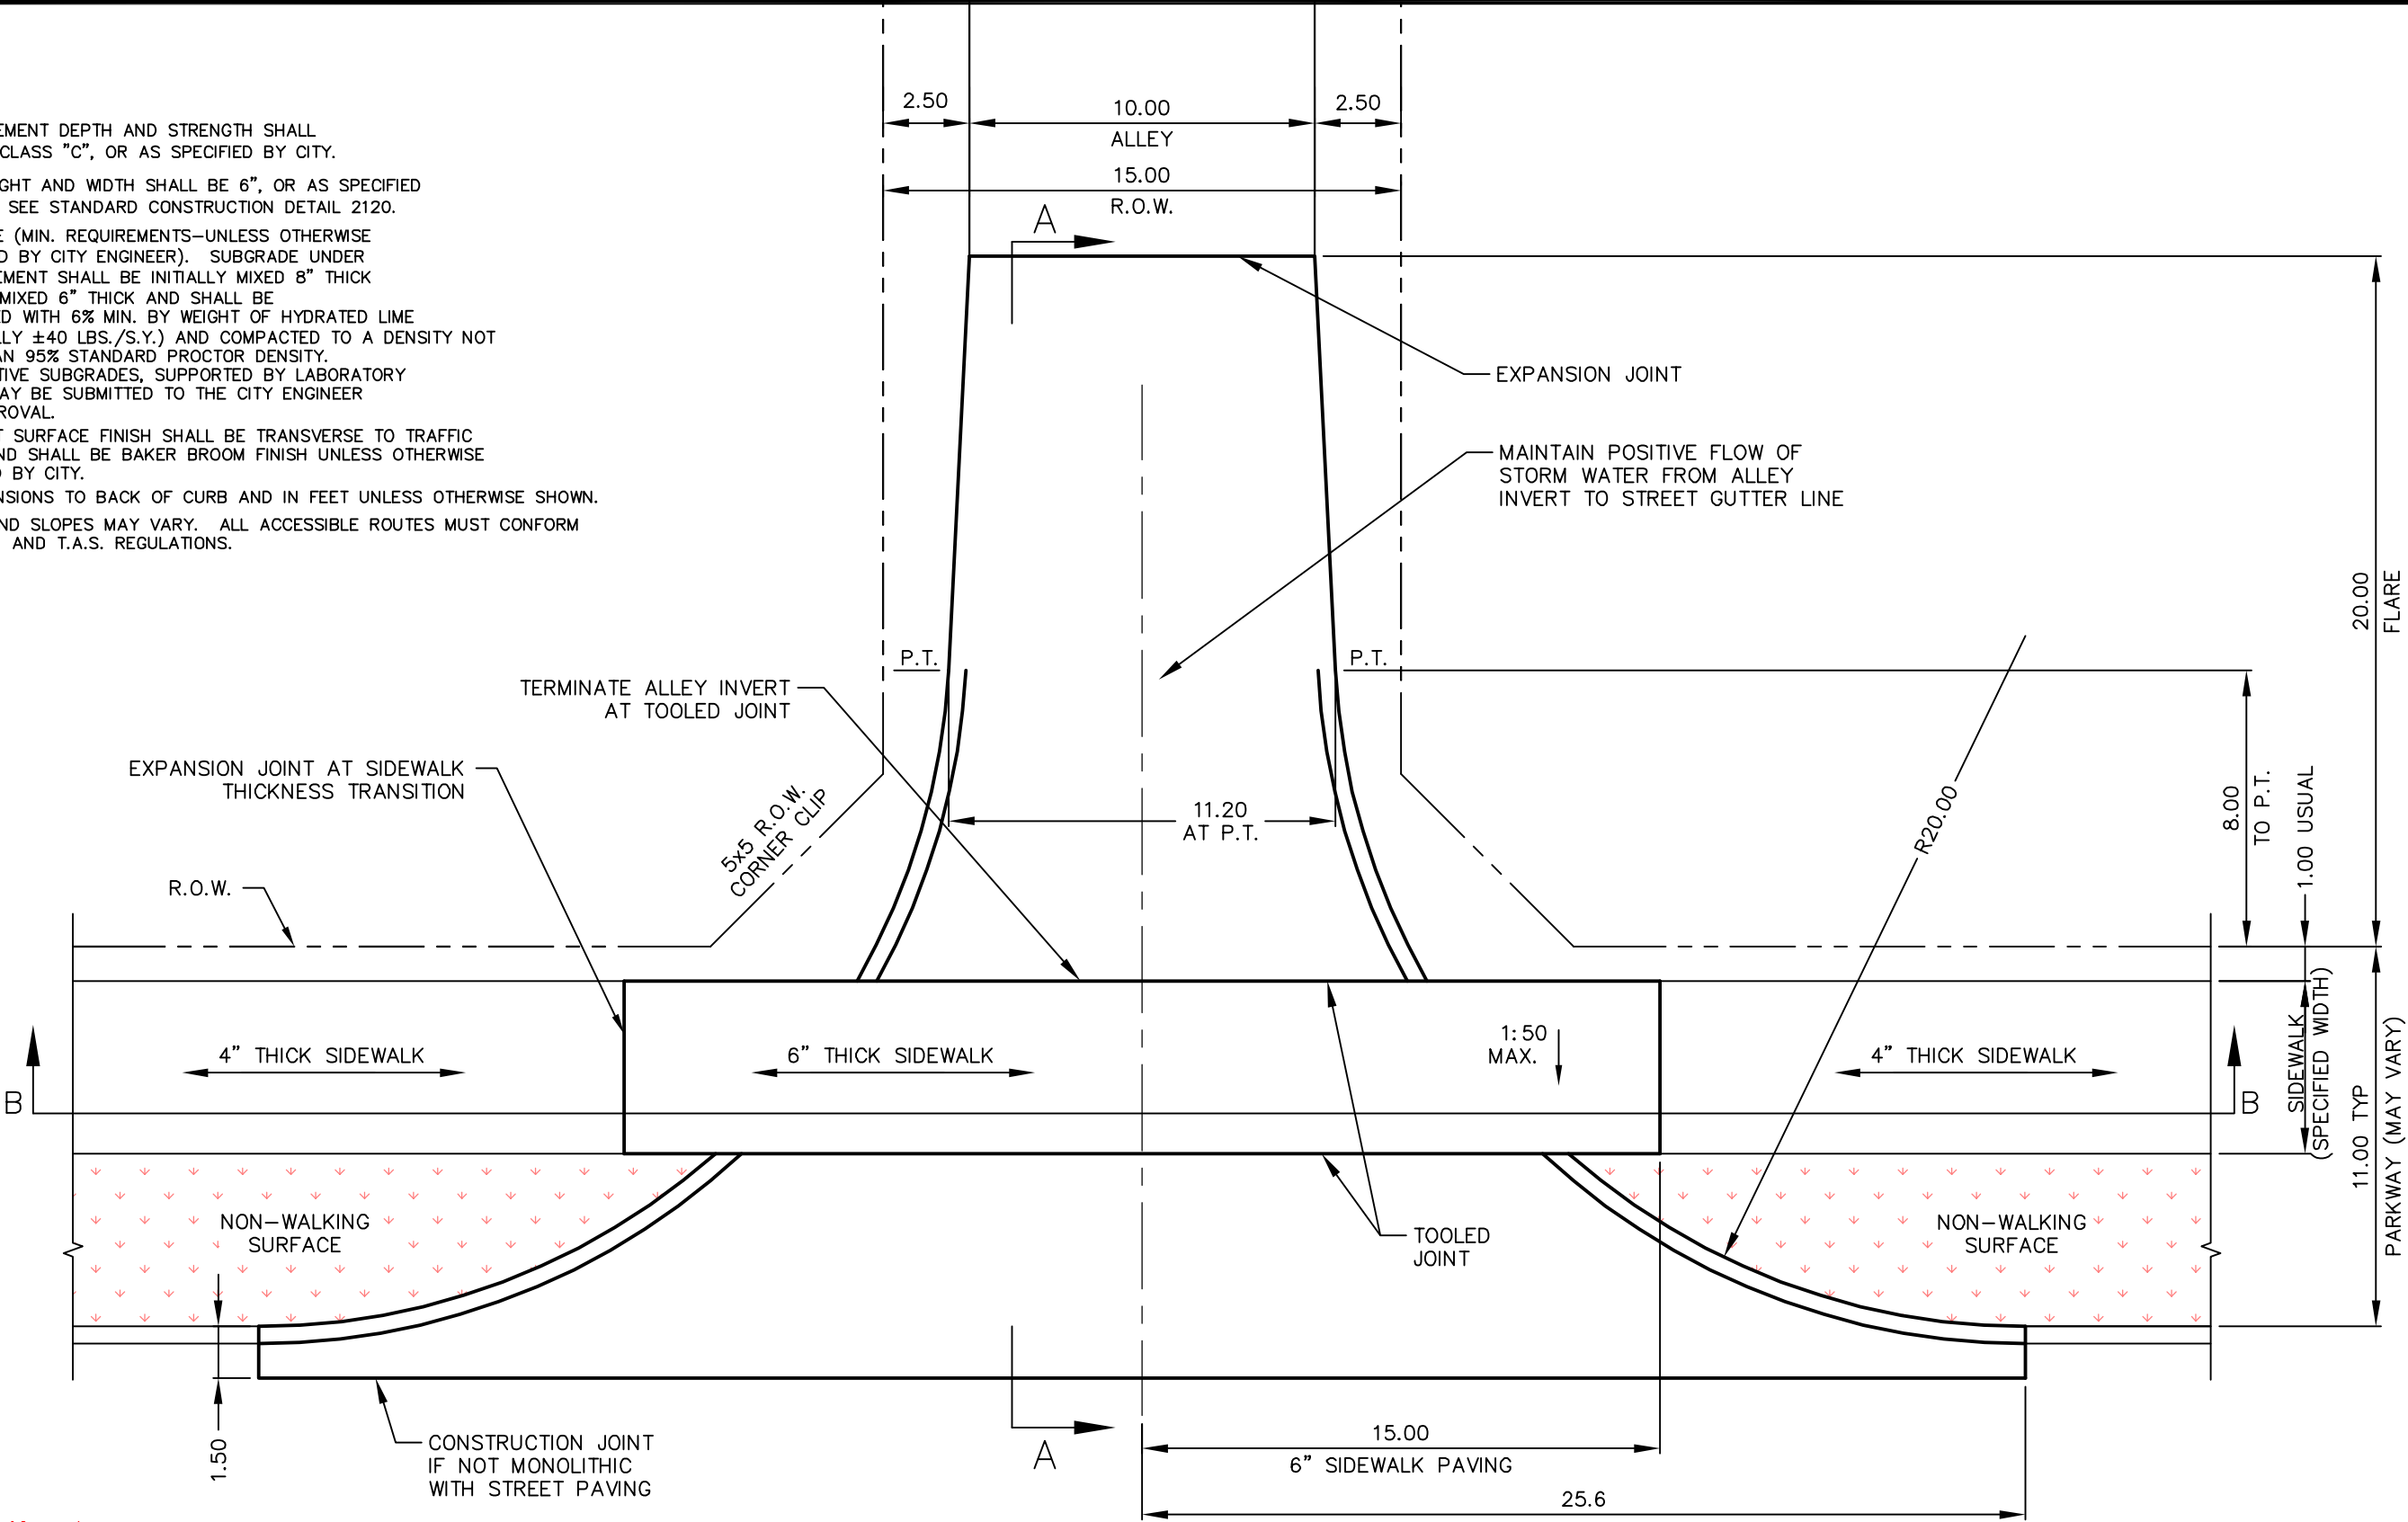 EMENT DEPTH AND STRENGTH SHALL
CLASS "C", OR AS SPECIFIED BY CITY.
GHT AND WIDTH SHALL BE 6", OR AS SPECIFIED
SEE STANDARD CONSTRUCTION DETAIL 2120.
E (MIN. REQUIREMENTS-UNLESS OTHERWISE
D BY CITY ENGINEER). SUBGRADE UNDER
EMENT SHALL BE INITIALLY MIXED 8" THICK
MIXED 6" THICK AND SHALL BE
ED WITH 6% MIN. BY WEIGHT OF HYDRATED LIME
LLY ±40 LBS./S.Y.) AND COMPACTED TO A DENSITY NOT
AN 95% STANDARD PROCTOR DENSITY.
TIVE SUBGRADES, SUPPORTED BY LABORATORY
AY BE SUBMITTED TO THE CITY ENGINEER
ROVAL.
T SURFACE FINISH SHALL BE TRANSVERSE TO TRAFFIC
ND SHALL BE BAKER BROOM FINISH UNLESS OTHERWISE
D BY CITY.
NSIONS TO BACK OF CURB AND IN FEET UNLESS OTHERWISE SHOWN.
ND SLOPES MAY VARY. ALL ACCESSIBLE ROUTES MUST CONFORM
AND T.A.S. REGULATIONS.
2.50
10.00
ALLEY
2.50
15.00
R.O.W.
A
EXPANSION JOINT
MAINTAIN POSITIVE FLOW OF
STORM WATER FROM ALLEY
INVERT TO STREET GUTTER LINE
20.00
FLARE
P.T.
P.T.
TERMINATE ALLEY INVERT
AT TOOLED JOINT
EXPANSION JOINT AT SIDEWALK
THICKNESS TRANSITION
5x5 R.O.W.
CORNER CLIP
11.20
AT P.T.
R20.00
8.00
TO P.T.
1.00 USUAL
R.O.W.
4" THICK SIDEWALK
6" THICK SIDEWALK
1:50
MAX.
4" THICK SIDEWALK
SIDEWALK
(SPECIFIED WIDTH)
11.00 TYP
PARKWAY (MAY VARY)
B
B
NON-WALKING
SURFACE
TOOLED
JOINT
NON-WALKING
SURFACE
1.50
CONSTRUCTION JOINT
IF NOT MONOLITHIC
WITH STREET PAVING
A
15.00
6" SIDEWALK PAVING
25.6